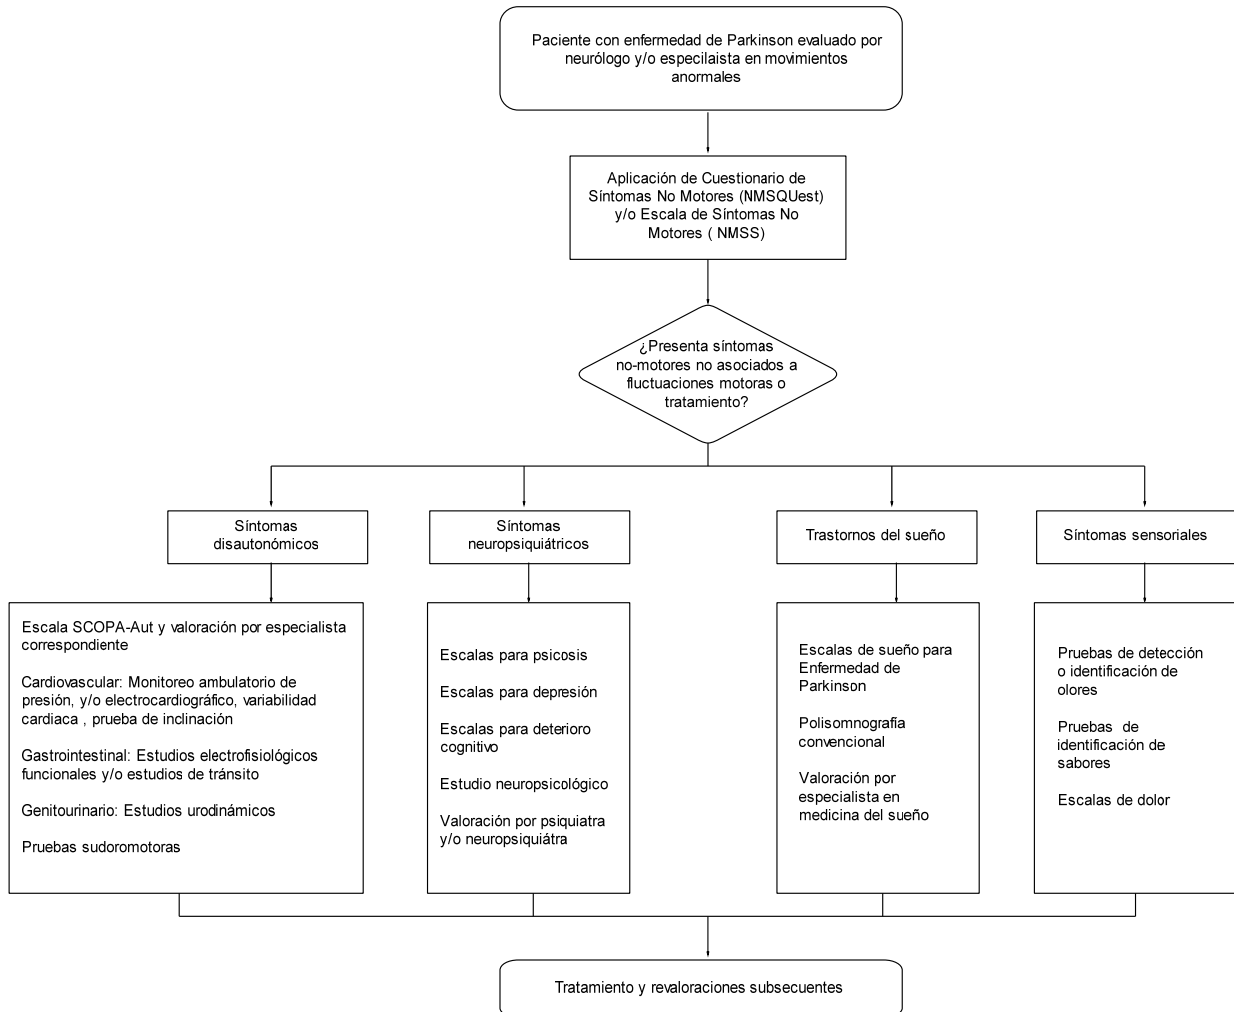 Paciente con enfermedad de Parkinson evaluado por
neurólogo y/o especilaista en movimientos
anormales
Aplicación de Cuestionario de
Síntomas No Motores (NMSQUest)
y/o Escala de Síntomas No
Motores ( NMSS)
¿Presenta síntomas
no-motores no asociados a
fluctuaciones motoras o
tratamiento?
Síntomas
disautonómicos
Síntomas
neuropsiquiátricos
Trastornos del sueño
Síntomas sensoriales
Escala SCOPA-Aut y valoración por especialista
correspondiente
Cardiovascular: Monitoreo ambulatorio de
presión, y/o electrocardiográfico, variabilidad
cardiaca , prueba de inclinación
Gastrointestinal: Estudios electrofisiológicos
funcionales y/o estudios de tránsito
Genitourinario: Estudios urodinámicos
Pruebas sudoromotoras
Escalas para psicosis
Escalas para depresión
Escalas para deterioro
cognitivo
Estudio neuropsicológico
Valoración por psiquiatra
y/o neuropsiquiátra
Escalas de sueño para
Enfermedad de
Parkinson
Polisomnografía
convencional
Valoración por
especialista en
medicina del sueño
Pruebas de detección
o identificación de
olores
Pruebas de
identificación de
sabores
Escalas de dolor
Tratamiento y revaloraciones subsecuentes